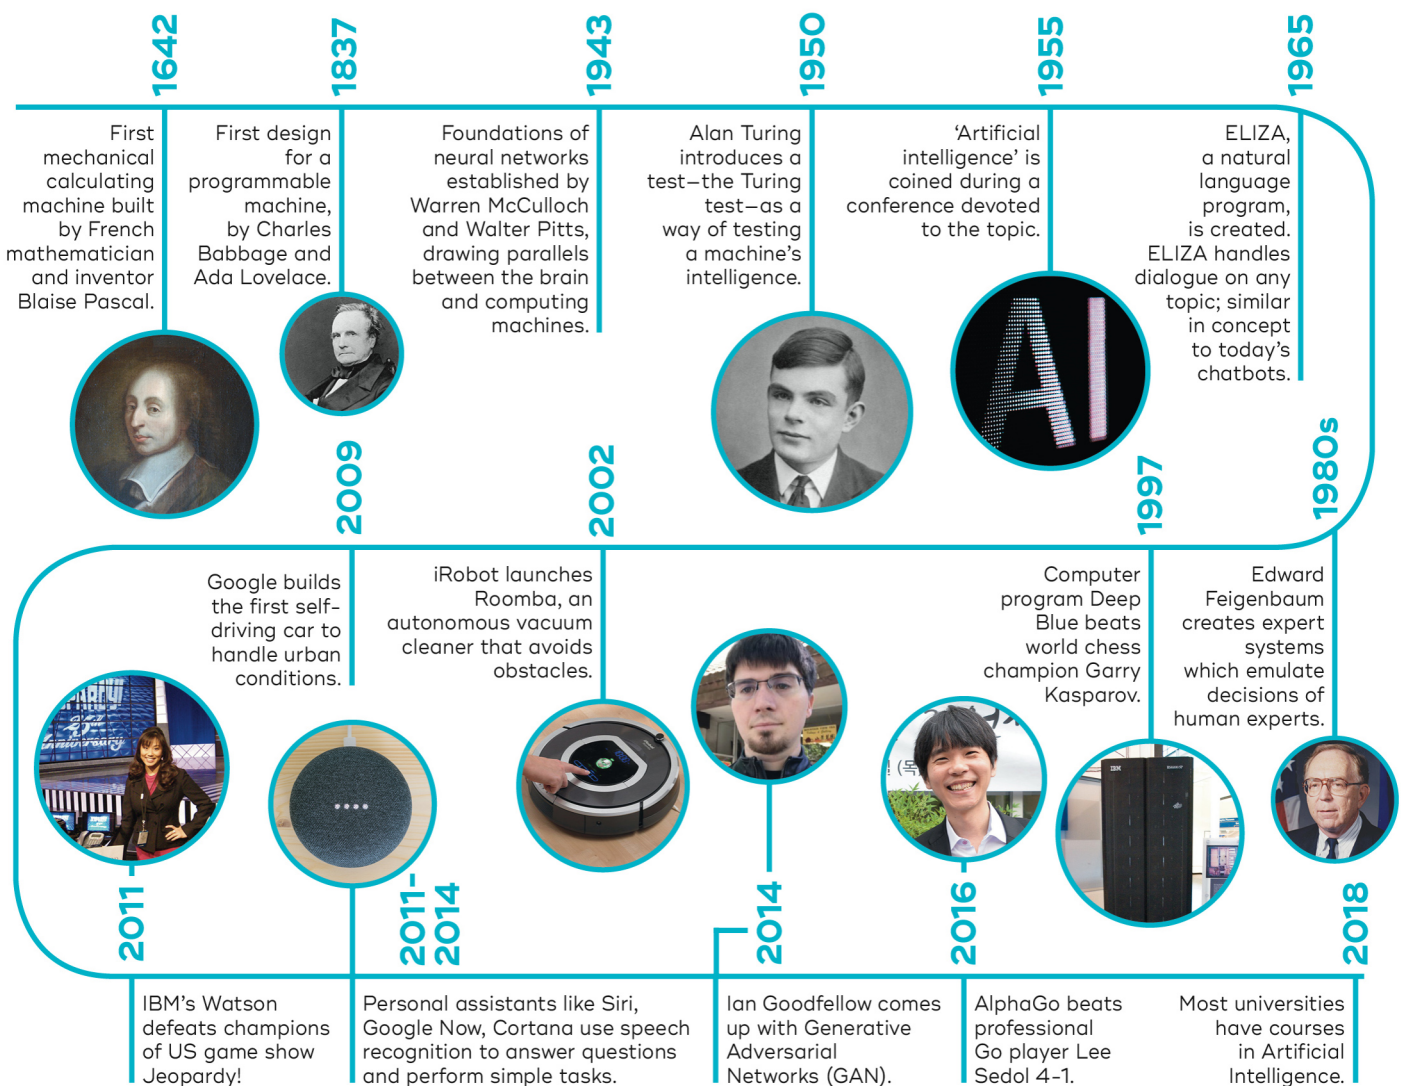 1642
First
mechanical
calculating
machine built
by French
mathematician
and inventor
Blaise Pascal.
1837
First design
for a
programmable
machine,
by Charles
Babbage and
Ada Lovelace.
1943
Foundations of
neural networks
established by
Warren McCulloch
and Walter Pitts,
drawing parallels
between the brain
and computing
machines.
1950
Alan Turing
introduces a
test—the Turing
test—as a
way of testing
a machine's
intelligence.
1955
‘Artificial
intelligence’ is
coined during a
conference devoted
to the topic.
AI
1965
ELIZA,
a natural
language
program,
is created.
ELIZA handles
dialogue on any
topic; similar
in concept
to today’s
chatbots.
1980s
Edward
Feigenbaum
creates expert
systems
which emulate
decisions of
human experts.
1997
Computer
program Deep
Blue beats
world chess
champion Garry
Kasparov.
IBM
2002
iRobot launches
Roomba, an
autonomous vacuum
cleaner that avoids
obstacles.
2009
Google builds
the first self-
driving car to
handle urban
conditions.
2011
IBM’s Watson
defeats champions
of US game show
Jeopardy!
2011-
2014
Personal assistants like Siri,
Google Now, Cortana use speech
recognition to answer questions
and perform simple tasks.
2014
Ian Goodfellow comes
up with Generative
Adversarial
Networks (GAN).
2016
AlphaGo beats
professional
Go player Lee
Sedol 4-1.
2018
Most universities
have courses
in Artificial
Intelligence.